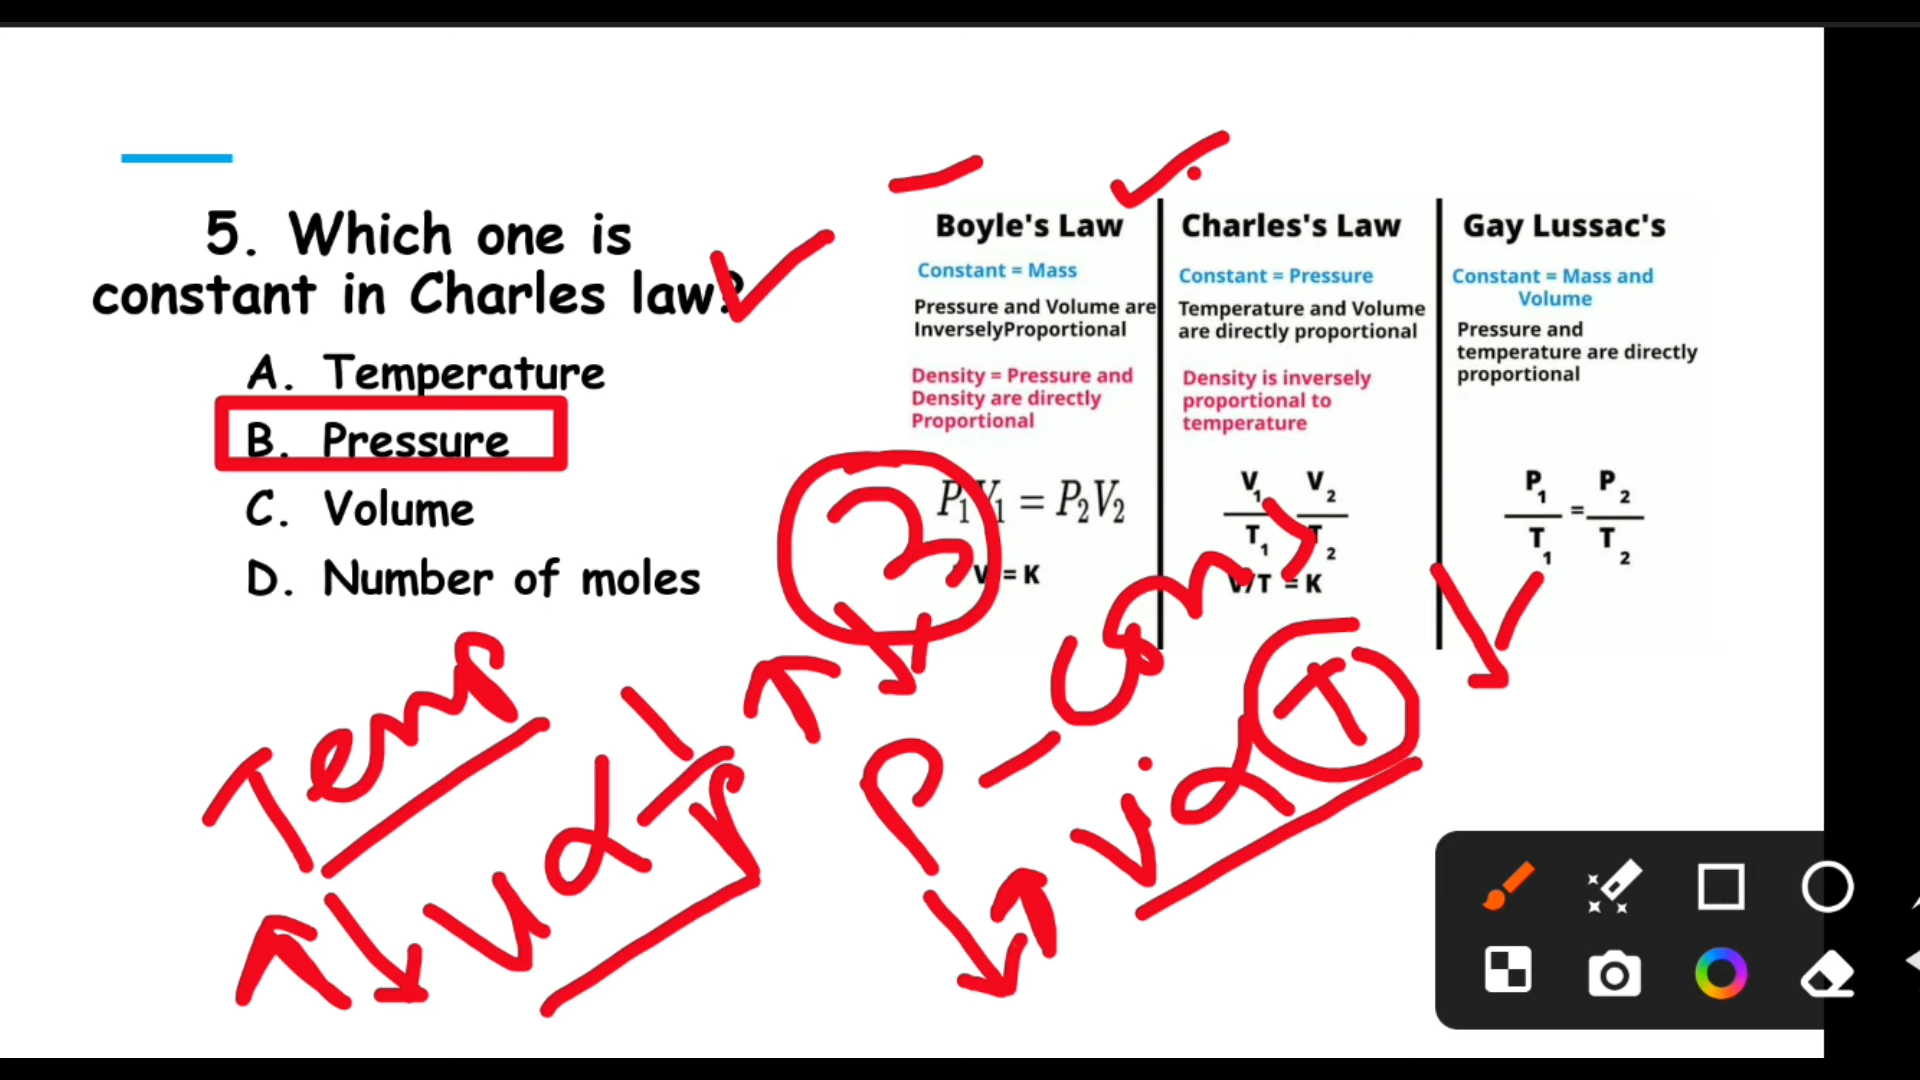 5. Which one is
constant in Charles law?
A. Temperature
B. Pressure
C. Volume
D. Number of moles
Boyle's Law
Constant = Mass
Pressure and Volume are
InverselyProportional
Density = Pressure and
Density are directly
Proportional
P₁V₁ = P₂V₂
V = K
Charles's Law
Constant = Pressure
Temperature and Volume
are directly proportional
Density is inversely
proportional to
temperature
V₁ V₂
T₁ T₂
V/T = K
Gay Lussac's
Constant = Mass and
Volume
Pressure and
temperature are directly
proportional
P₁ = P₂
T₁ T₂
3
Temp
V α 1/P
P - Cons
V α T